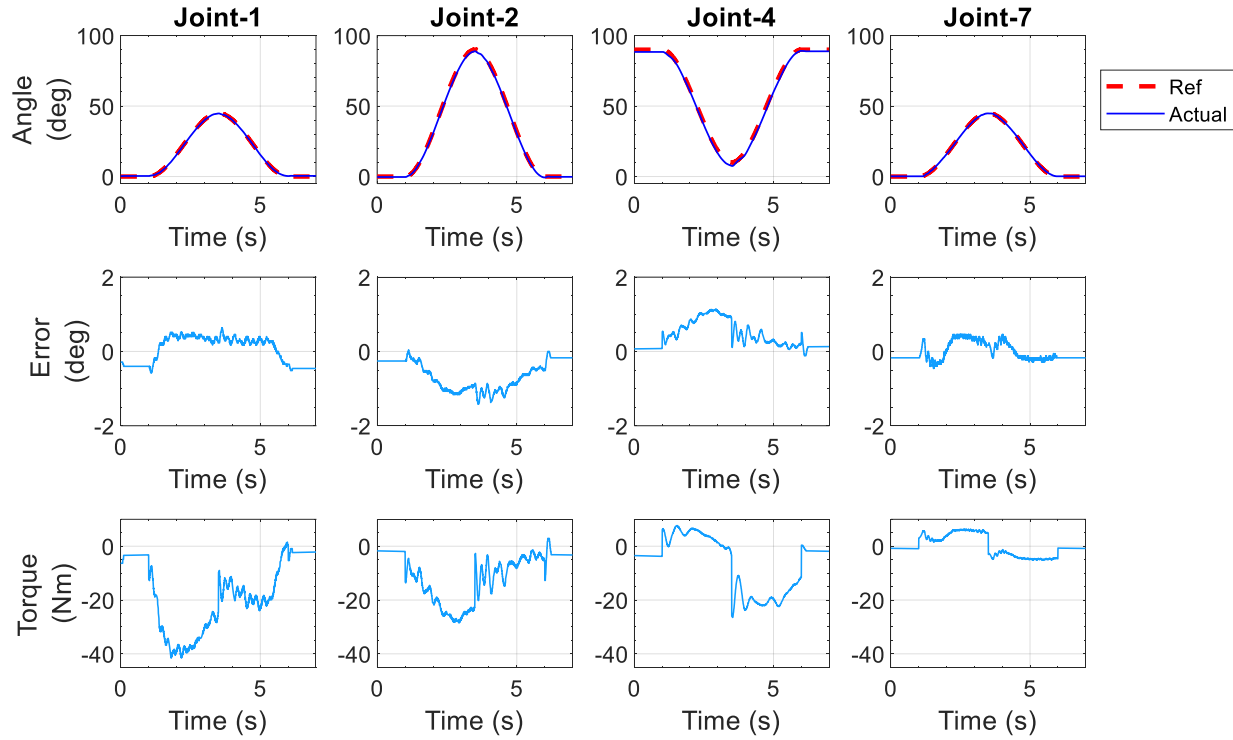 Joint-1 Joint-2 Joint-4 Joint-7
Angle
(deg)
100 100 100 100
50 50 50 50
0 0 0 0
0 5 0 5 0 5 0 5
Time (s) Time (s) Time (s) Time (s)
Ref
Actual
Error
(deg)
2 2 2 2
0 0 0 0
-2 -2 -2 -2
0 5 0 5 0 5 0 5
Time (s) Time (s) Time (s) Time (s)
Torque
(Nm)
0 0 0 0
-20 -20 -20 -20
-40 -40 -40 -40
0 5 0 5 0 5 0 5
Time (s) Time (s) Time (s) Time (s)